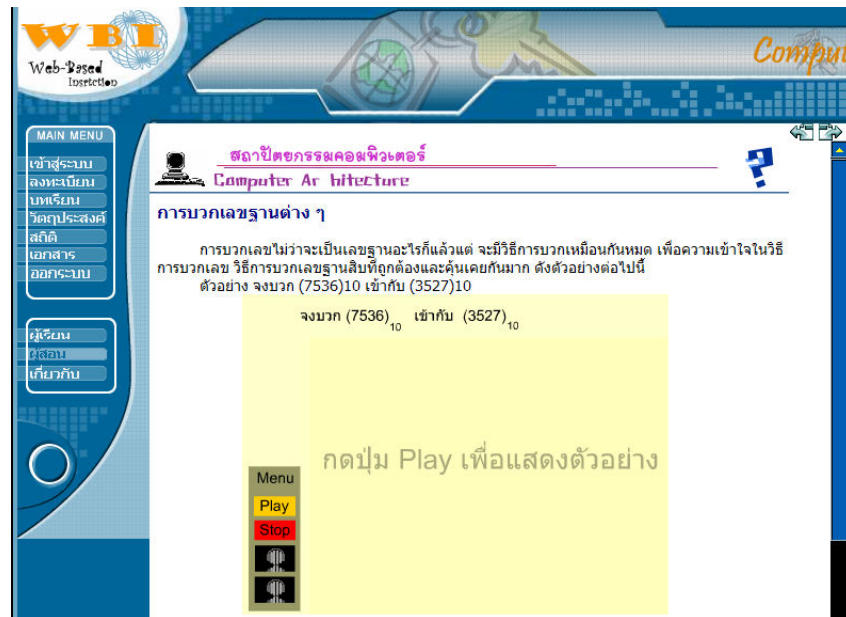 WBI
Web-Based
Instetion
Comput
MAIN MENU
เข้าสู่ระบบ
ลงทะเบียน
บทเรียน
วัตถุประสงค์
สถิติ
เอกสาร
ออกระบบ
ผู้เรียน
ผู้สอน
เกี่ยวกับ
สถาปัตยกรรมคอมพิวเตอร์
Computer Ar hitecture
การบวกเลขฐานต่าง ๆ
การบวกเลขไม่ว่าจะเป็นเลขฐานอะไรก็แล้วแต่ จะมีวิธีการบวกเหมือนกันหมด เพื่อความเข้าใจในวิธี
การบวกเลข วิธีการบวกเลขฐานสิบที่ถูกต้องและคุ้นเคยกันมาก ดังตัวอย่างต่อไปนี้
ตัวอย่าง จงบวก (7536)10 เข้ากับ (3527)10
จงบวก (7536)10 เข้ากับ (3527)10
กดปุ่ม Play เพื่อแสดงตัวอย่าง
Menu
Play
Stop